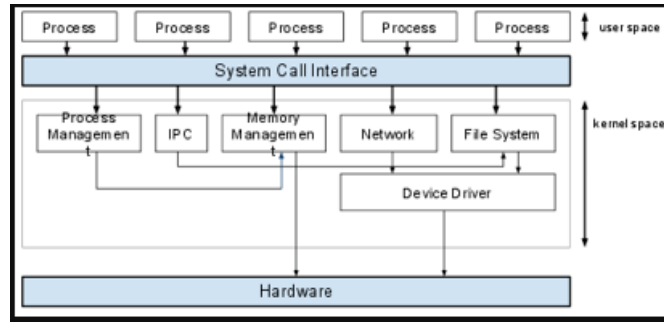 Process Process Process Process Process
user space
System Call Interface
Process
Managemen
t
IPC
Memory
Managemen
t
Network
File System
kernel space
Device Driver
Hardware